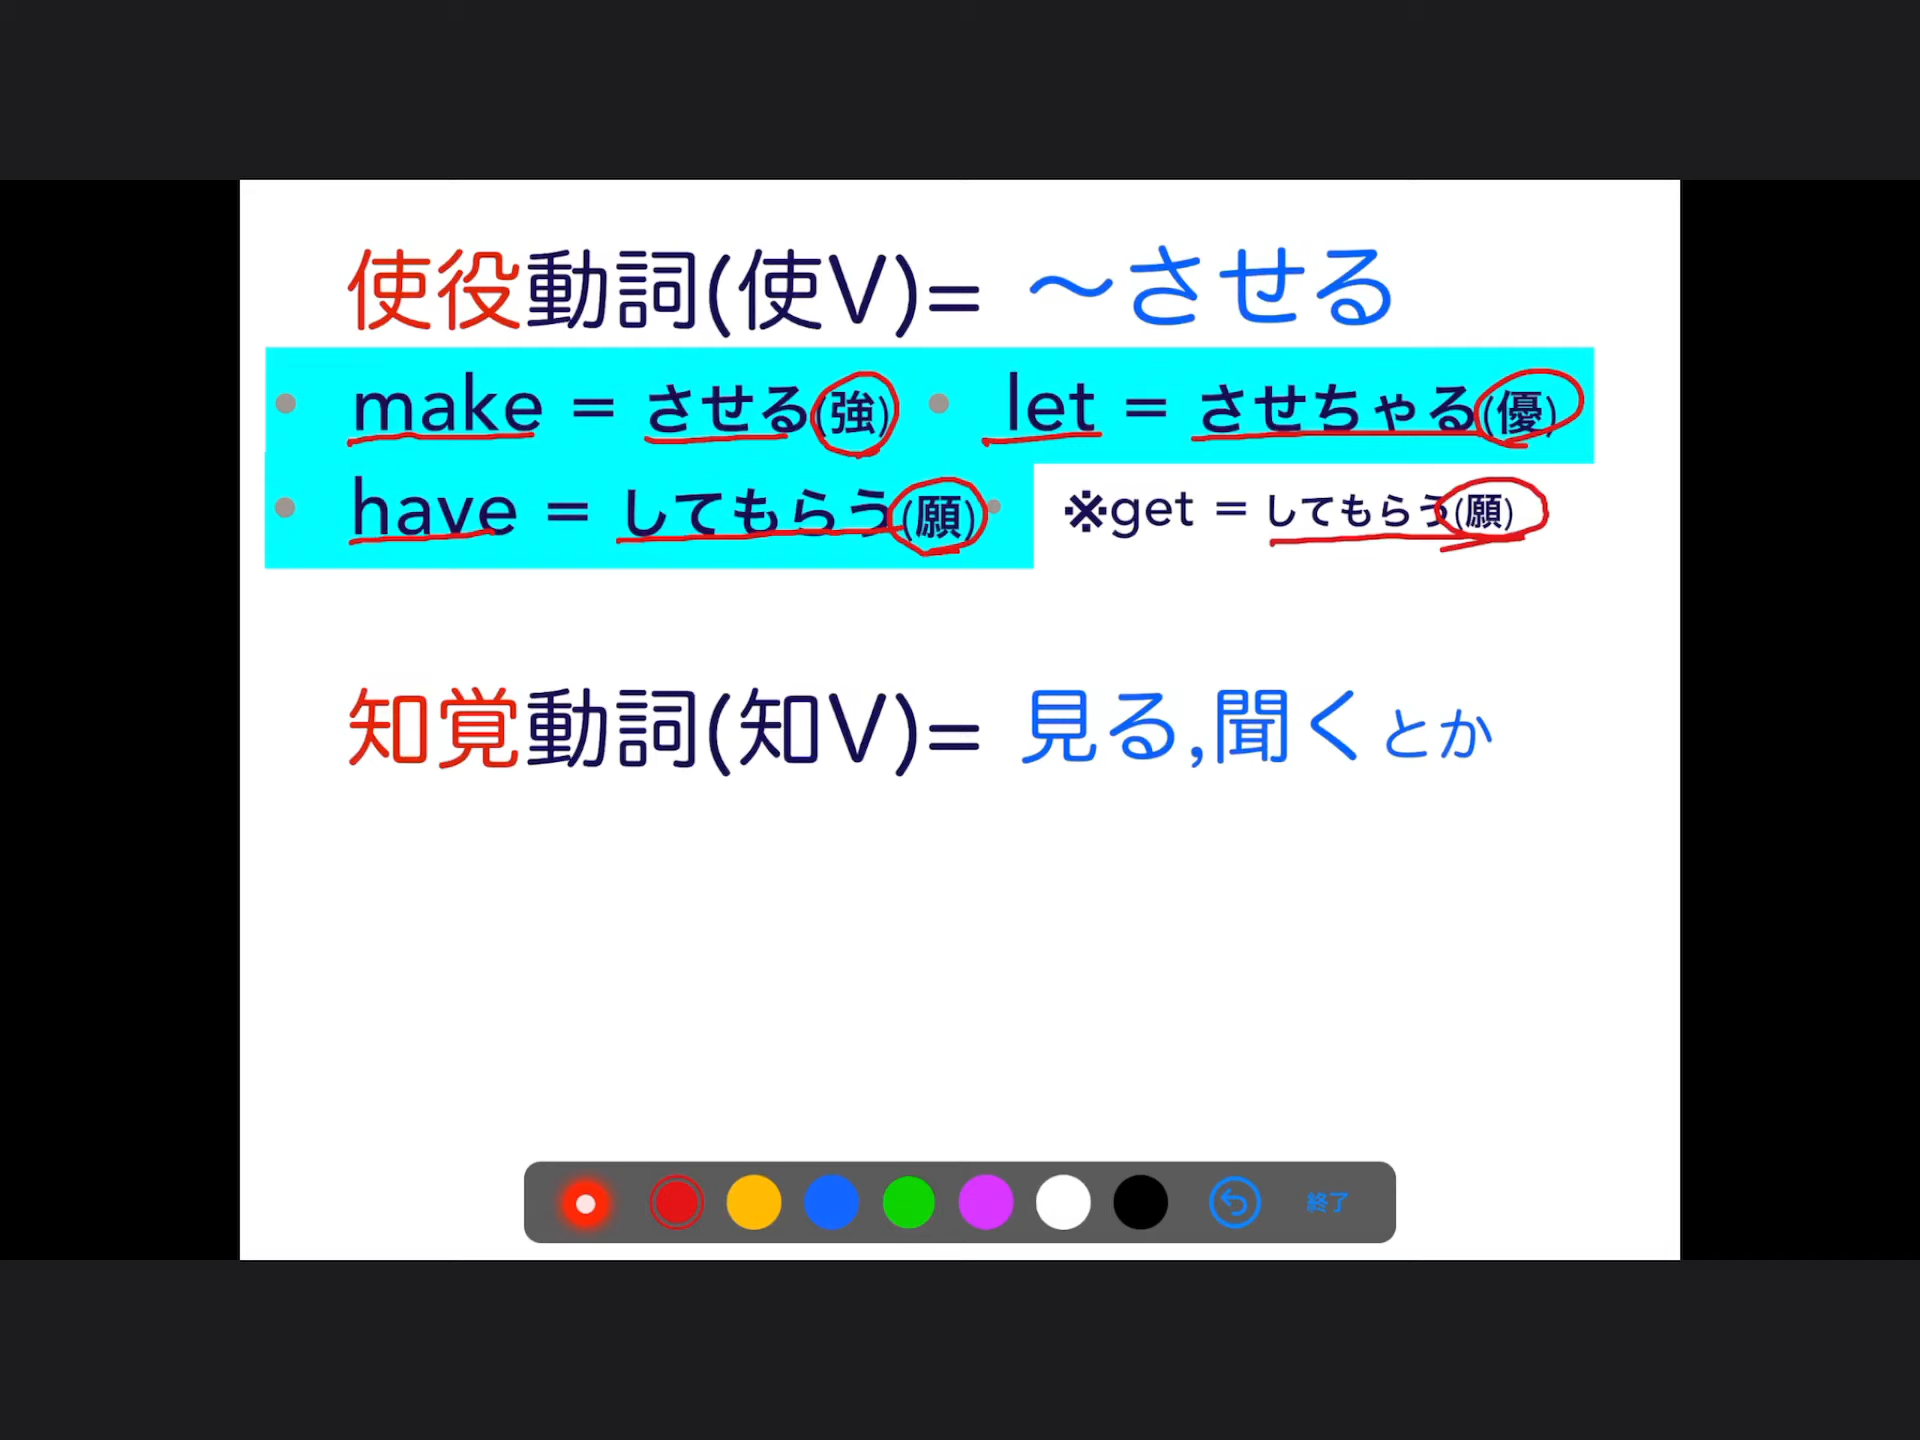 使役動詞(使V)= 〜させる
• make = させる(強) • let = させちゃる(優)
• have = してもらう(願) • ※get = してもらう(願)
知覚動詞(知V)= 見る,聞くとか
終了